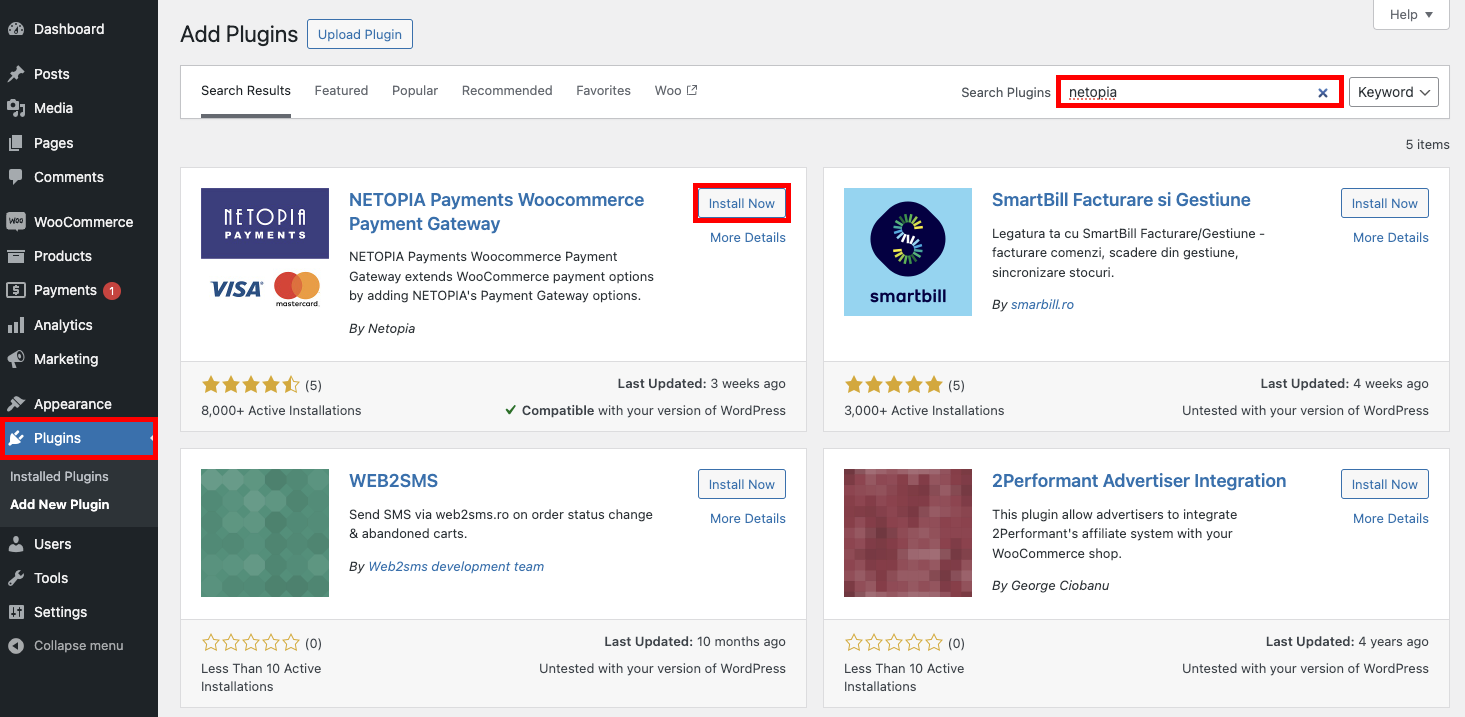 Dashboard
Posts
Media
Pages
Comments
Woo WooCommerce
Products
$ Payments 1
Analytics
Marketing
Appearance
Plugins
Installed Plugins
Add New Plugin
Users
Tools
Settings
Collapse menu
Help
Add Plugins Upload Plugin
Search Results Featured Popular Recommended Favorites Woo Search Plugins netopia Keyword
5 items
NETOPIA
PAYMENTS
VISA mastercard.
NETOPIA Payments Woocommerce
Payment Gateway
Install Now
More Details
NETOPIA Payments Woocommerce Payment
Gateway extends WooCommerce payment options
by adding NETOPIA's Payment Gateway options.
By Netopia
(5)
8,000+ Active Installations
Last Updated: 3 weeks ago
Compatible with your version of WordPress
smartbill
SmartBill Facturare si Gestiune
Install Now
More Details
Legatura ta cu SmartBill Facturare/Gestiune -
facturare comenzi, scadere din gestiune,
sincronizare stocuri.
By smarbill.ro
(5)
3,000+ Active Installations
Last Updated: 4 weeks ago
Untested with your version of WordPress
WEB2SMS
Install Now
More Details
Send SMS via web2sms.ro on order status change
& abandoned carts.
By Web2sms development team
(0)
Less Than 10 Active
Installations
Last Updated: 10 months ago
Untested with your version of WordPress
2Performant Advertiser Integration
Install Now
More Details
This plugin allow advertisers to integrate
2Performant's affiliate system with your
WooCommerce shop.
By George Ciobanu
(0)
Less Than 10 Active
Installations
Last Updated: 4 years ago
Untested with your version of WordPress